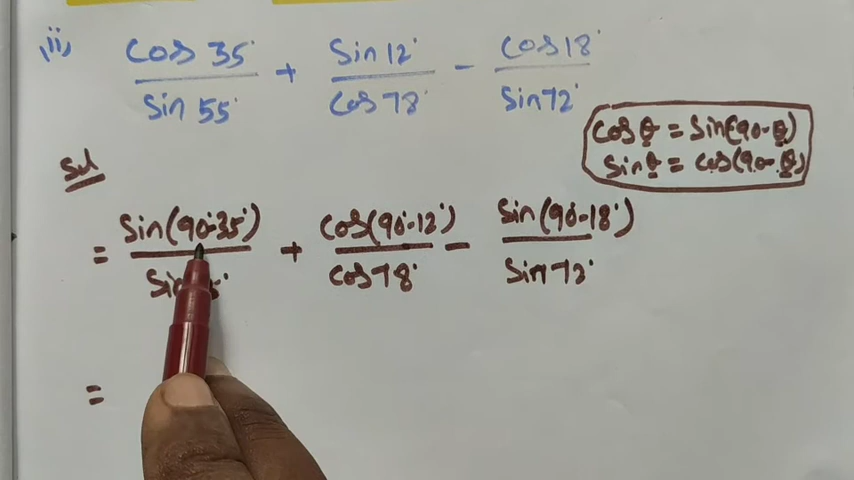 (ii) cos 35° / sin 55° + sin 12° / cos 78° - cos 18° / sin 72°
cos θ = sin(90-θ)
sin θ = cos(90-θ)
Sol
= sin(90°-35°) / + cos(90°-12°) / cos 78° - sin(90°-18°) / sin 72°
=